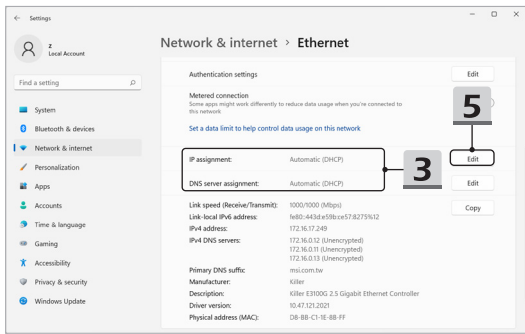 Settings
z
Local Account
Find a setting
System
Bluetooth & devices
Network & internet
Personalization
Apps
Accounts
Time & language
Gaming
Accessibility
Privacy & security
Windows Update
Network & internet > Ethernet
Authentication settings Edit
Metered connection
Some apps might work differently to reduce data usage when you're connected to
this network
5
Set a data limit to help control data usage on this network
IP assignment: Automatic (DHCP) Edit
3
DNS server assignment: Automatic (DHCP) Edit
Link speed (Receive/Transmit): 1000/1000 (Mbps) Copy
Link-local IPv6 address: fe80::443d:e59b:ce57:8275%12
IPv4 address: 172.16.17.249
IPv4 DNS servers: 172.16.0.12 (Unencrypted)
172.16.0.11 (Unencrypted)
172.16.0.13 (Unencrypted)
Primary DNS suffix: msi.com.tw
Manufacturer: Killer
Description: Killer E3100G 2.5 Gigabit Ethernet Controller
Driver version: 10.47.121.2021
Physical address (MAC): D8-BB-C1-1E-8B-FF